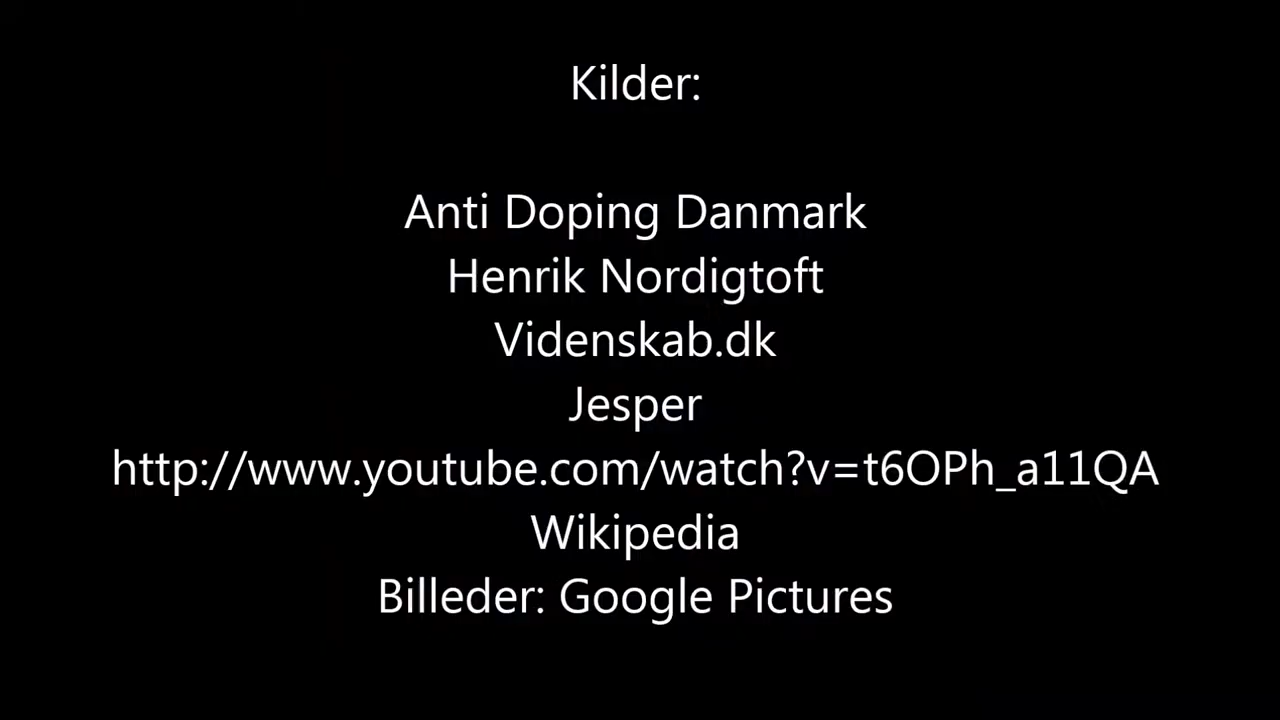 Kilder:
Anti Doping Danmark
Henrik Nordigtoft
Videnskab.dk
Jesper
http://www.youtube.com/watch?v=t6OPh_a11QA
Wikipedia
Billeder: Google Pictures